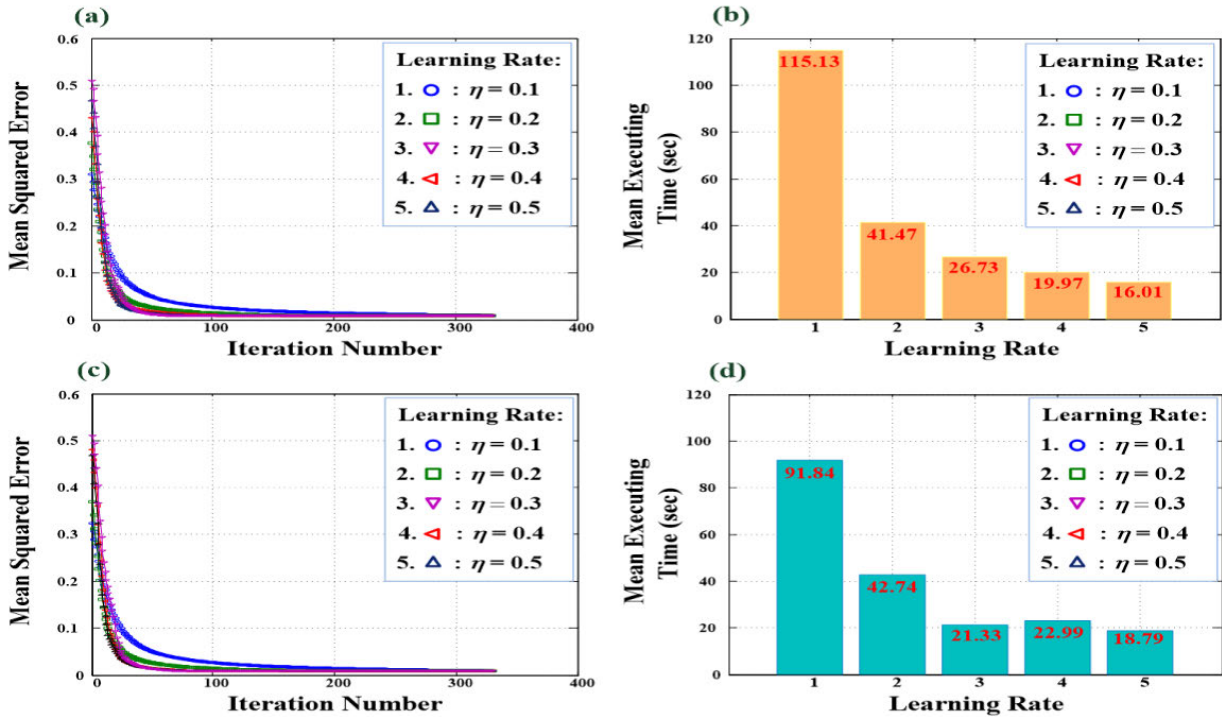 (a)
0.6
0.5
0.4
0.3
0.2
0.1
0
Mean Squared Error
Learning Rate:
1. : η = 0.1
2. : η = 0.2
3. : η = 0.3
4. : η = 0.4
5. : η = 0.5
0 100 200 300 400
Iteration Number
(b)
120
100
80
60
40
20
0
Mean Executing
Time (sec)
115.13
41.47
26.73
19.97
16.01
Learning Rate:
1. : η = 0.1
2. : η = 0.2
3. : η = 0.3
4. : η = 0.4
5. : η = 0.5
1 2 3 4 5
Learning Rate
(c)
0.6
0.5
0.4
0.3
0.2
0.1
0
Mean Squared Error
Learning Rate:
1. : η = 0.1
2. : η = 0.2
3. : η = 0.3
4. : η = 0.4
5. : η = 0.5
0 100 200 300 400
Iteration Number
(d)
120
100
80
60
40
20
0
Mean Executing
Time (sec)
91.84
42.74
21.33
22.99
18.79
Learning Rate:
1. : η = 0.1
2. : η = 0.2
3. : η = 0.3
4. : η = 0.4
5. : η = 0.5
1 2 3 4 5
Learning Rate